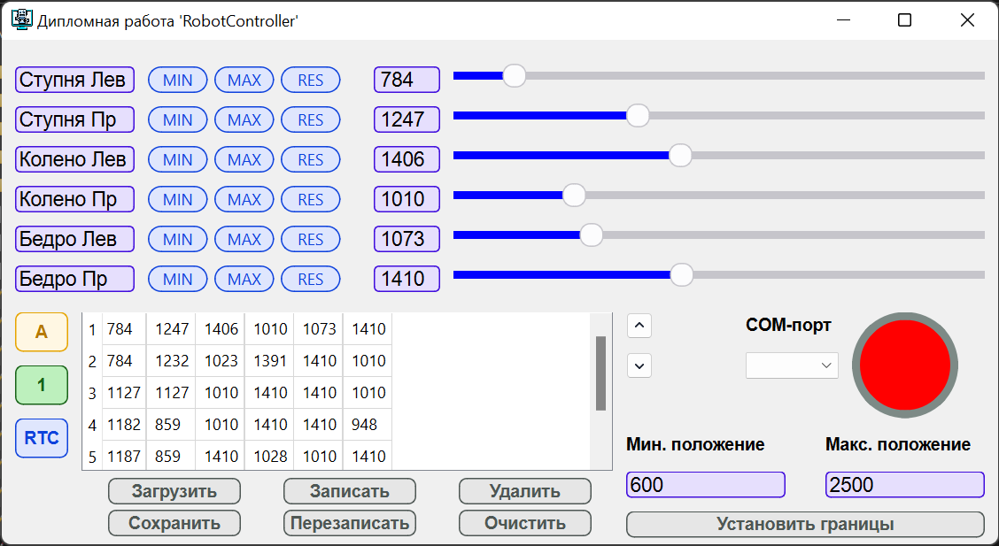 Дипломная работа 'RobotController'
Ступня Лев MIN MAX RES 784
Ступня Пр MIN MAX RES 1247
Колено Лев MIN MAX RES 1406
Колено Пр MIN MAX RES 1010
Бедро Лев MIN MAX RES 1073
Бедро Пр MIN MAX RES 1410
A
1
RTC
1 784 1247 1406 1010 1073 1410
2 784 1232 1023 1391 1410 1010
3 1127 1127 1010 1410 1410 1010
4 1182 859 1010 1410 1410 948
5 1187 859 1410 1028 1010 1410
Загрузить Записать Удалить
Сохранить Перезаписать Очистить
COM-порт
Мин. положение Макс. положение
600 2500
Установить границы